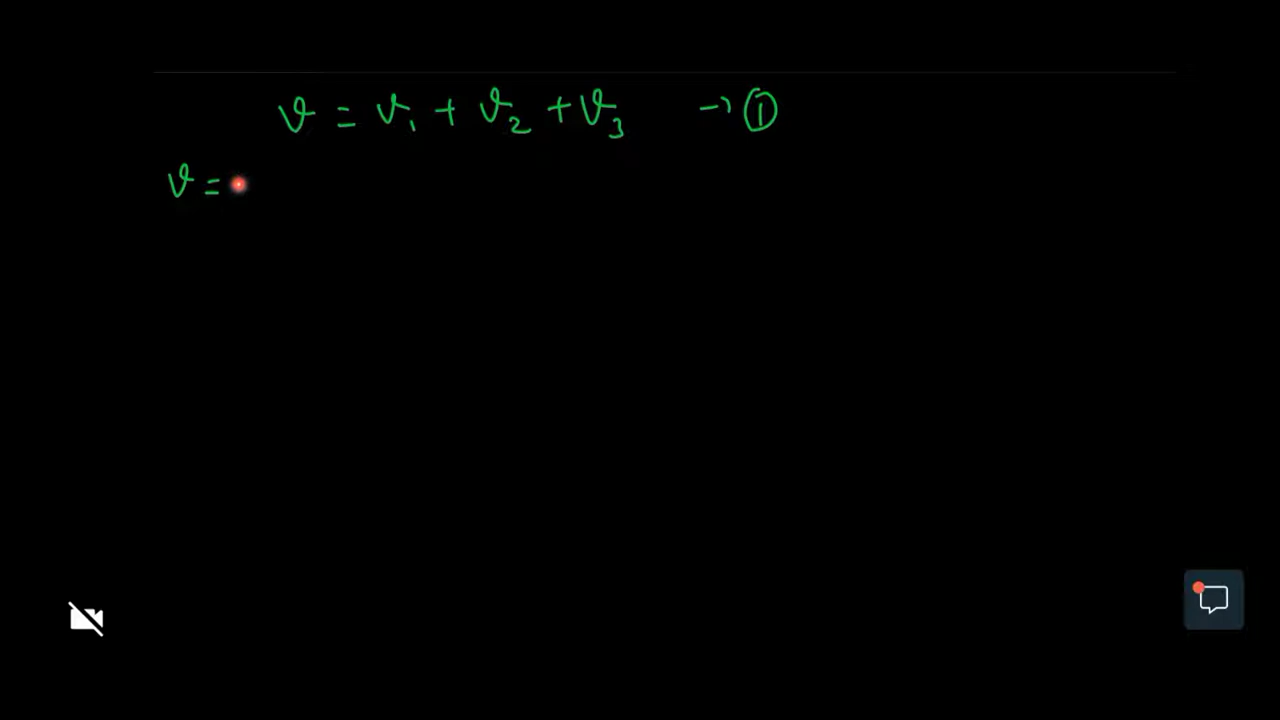 v = v₁ + v₂ + v₃ → ①
v =